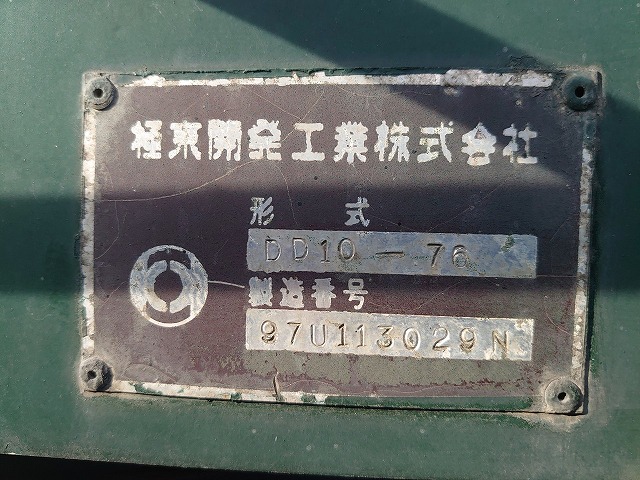 極東開発工業株式会社
形式
DD10-76
製造番号
97U113029N